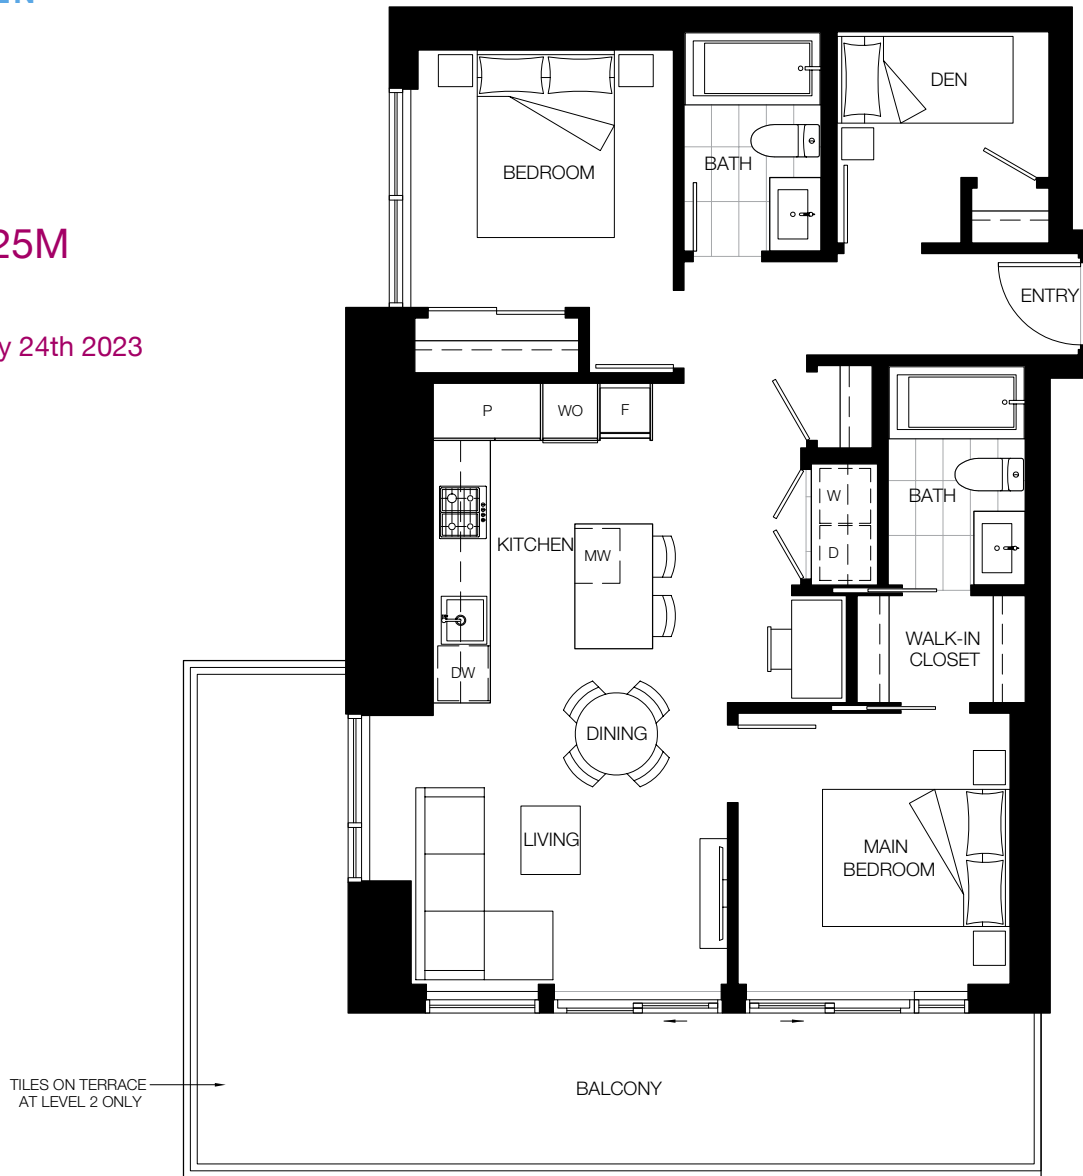 25M
y 24th 2023
BEDROOM
BATH
DEN
ENTRY
P
WO
F
KITCHEN
MW
W
D
BATH
DW
WALK-IN
CLOSET
DINING
LIVING
MAIN
BEDROOM
TILES ON TERRACE
AT LEVEL 2 ONLY
BALCONY